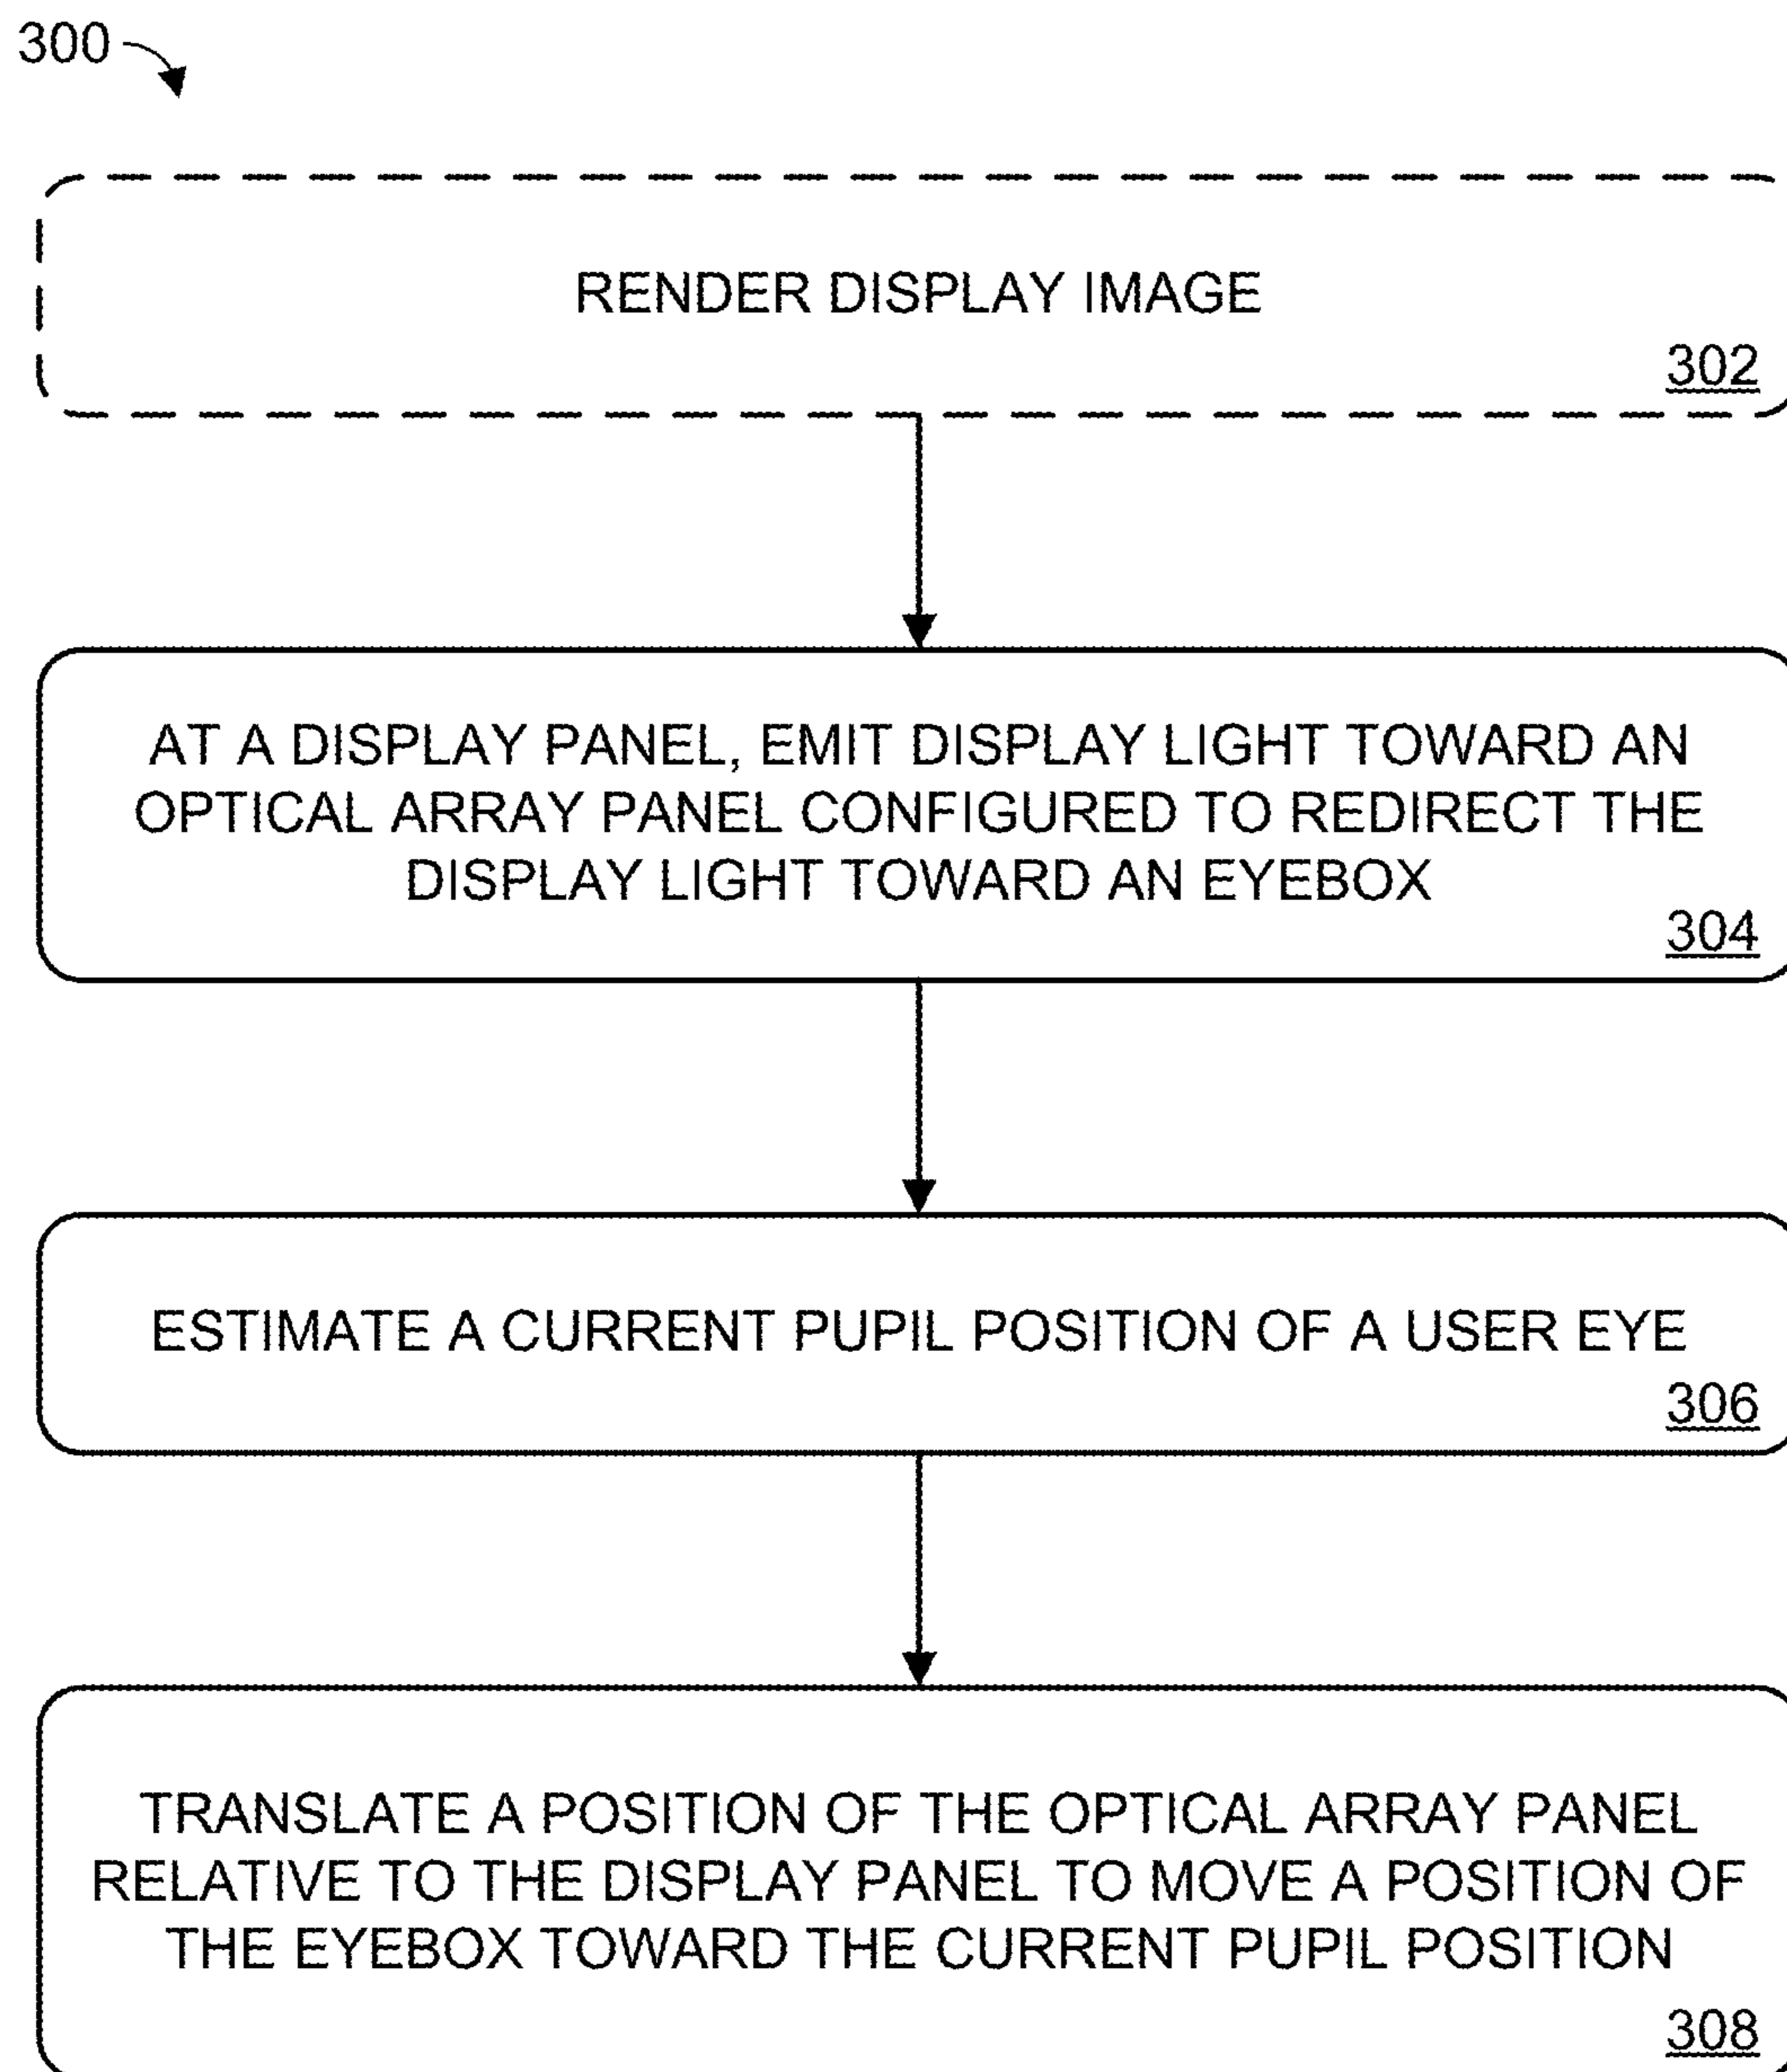 300
RENDER DISPLAY IMAGE
302
AT A DISPLAY PANEL, EMIT DISPLAY LIGHT TOWARD AN
OPTICAL ARRAY PANEL CONFIGURED TO REDIRECT THE
DISPLAY LIGHT TOWARD AN EYEBOX
304
ESTIMATE A CURRENT PUPIL POSITION OF A USER EYE
306
TRANSLATE A POSITION OF THE OPTICAL ARRAY PANEL
RELATIVE TO THE DISPLAY PANEL TO MOVE A POSITION OF
THE EYEBOX TOWARD THE CURRENT PUPIL POSITION
308